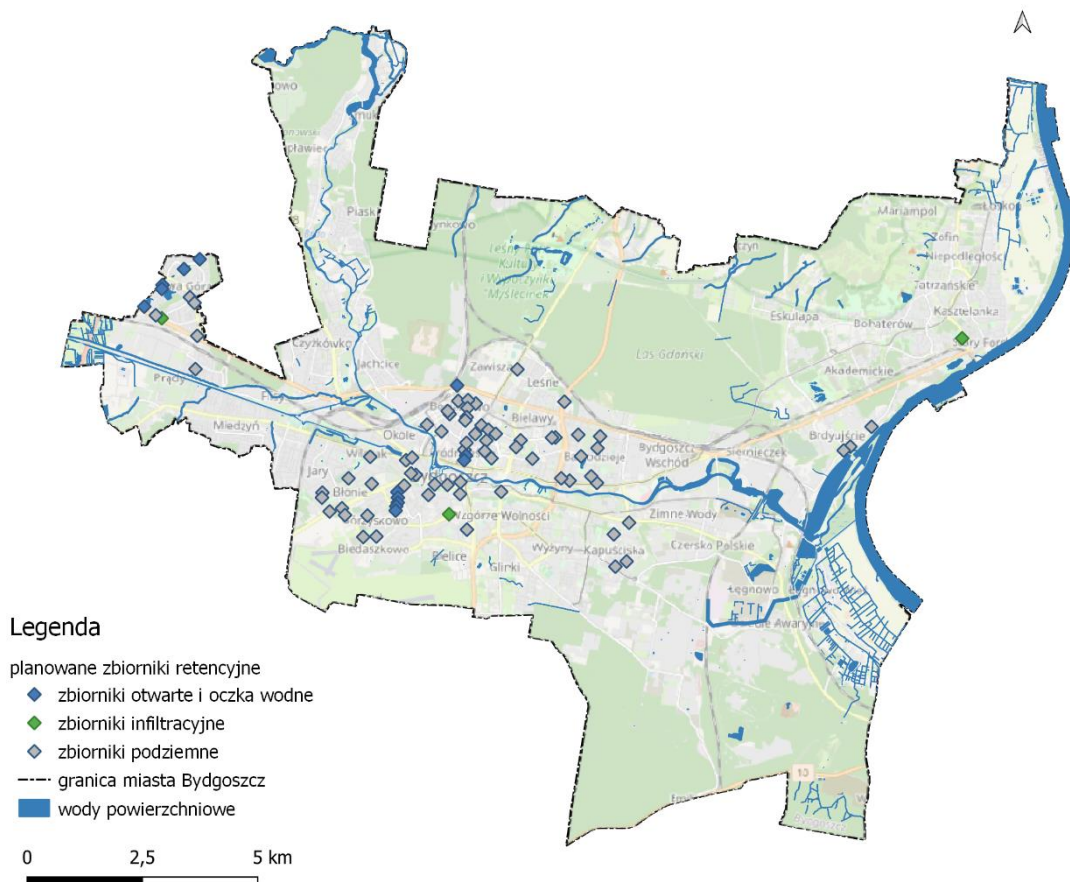 Mariampol
Zofin
Niepodległości
Tatrzańskie
Kasztelanka
Eskulapa
Bohaterów
Akademickie
Las Gdański
Piask
Czyżkówko
Jachcice
Zawisza
Leśne
Prądy
Miedzyń
Okole
Bielawy
Jary
Błonie
Bydgoszcz
Wschód
Siernieczek
Brdyujście
Zimne Wody
Wzgórze Wolności
Biedaszkowo
Glinki
Wyżyny
Kapuściska
Czersko Polskie
Łęgnowo
13
Bydgoszcz
Legenda
planowane zbiorniki retencyjne
zbiorniki otwarte i oczka wodne
zbiorniki infiltracyjne
zbiorniki podziemne
granica miasta Bydgoszcz
wody powierzchniowe
0 2,5 5 km